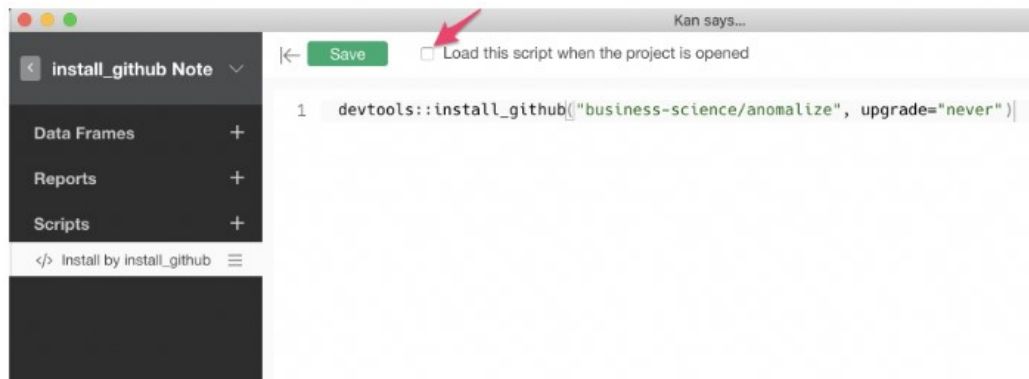 Kan says...
install_github Note
Save
Load this script when the project is opened
1 devtools::install_github("business-science/anomalize", upgrade="never")
Data Frames +
Reports +
Scripts +
</> Install by install_github